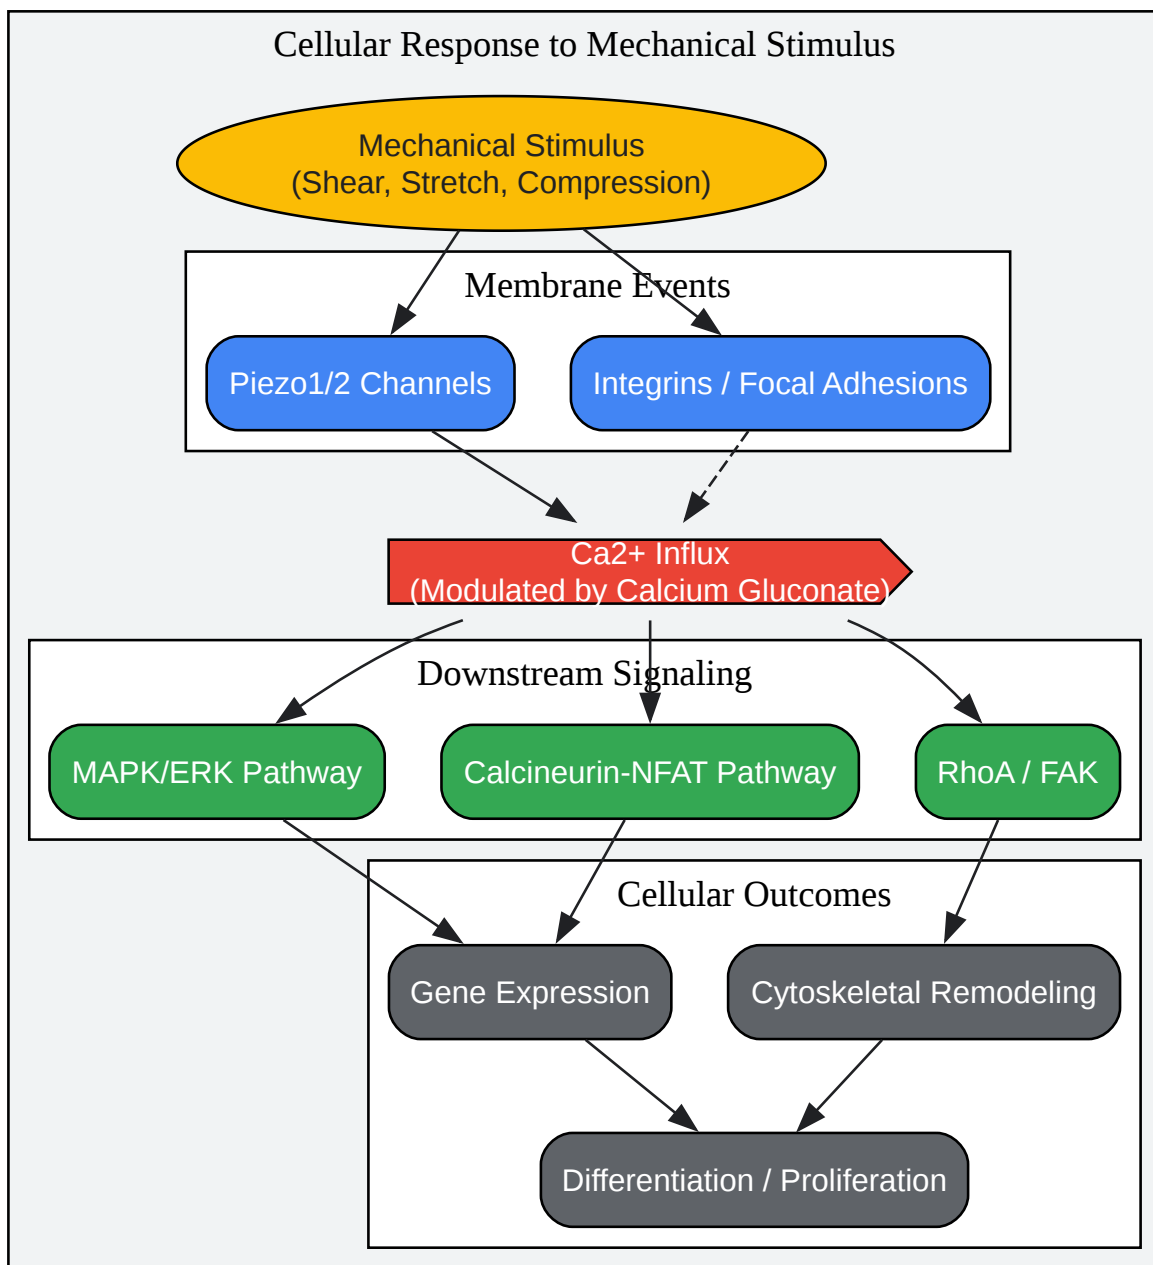 Cellular Response to Mechanical Stimulus
Mechanical Stimulus
(Shear, Stretch, Compression)
Membrane Events
Piezo1/2 Channels
Integrins / Focal Adhesions
Ca2+ Influx
(Modulated by Calcium Gluconate)
Downstream Signaling
MAPK/ERK Pathway
Calcineurin-NFAT Pathway
RhoA / FAK
Cellular Outcomes
Gene Expression
Cytoskeletal Remodeling
Differentiation / Proliferation